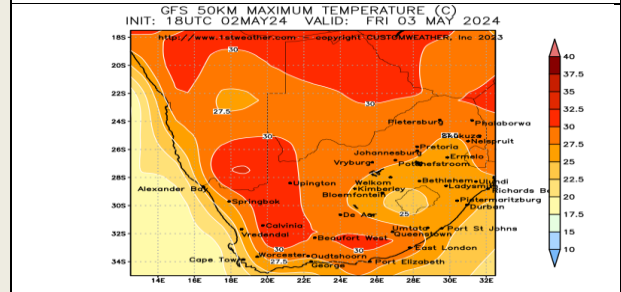 GFS 50KM MAXIMUM TEMPERATURE (C)
INIT: 18UTC 02MAY24 VALID: FRI 03 MAY 2024
http://www.1stweather.com copyright CUSTOMWEATHER, Inc 2023
18S
20S
22S
24S
26S
28S
30S
32S
34S
14E 16E 18E 20E 22E 24E 26E 28E 30E 32E
30
27.5
30
30
25
30
30
27.5
Pietersburg
Phalaborwa
Skukuza
Nelspruit
Pretoria
Johannesburg
Ermelo
Vryburg
Potchefstroom
Welkom
Bethlehem
Ulundi
Ladysmith
Kimberley
Richards Ba
Bloemfontein
Alexander Bay
Upington
Springbok
Pietermaritzburg
Durban
De Aar
Calvinia
Vredendal
Umtata
Port St Johns
Queenstown
Beaufort West
East London
Worcester
Oudtshoorn
Cape Town
George
Port Elizabeth
40
37.5
35
32.5
30
27.5
25
22.5
20
17.5
15
10